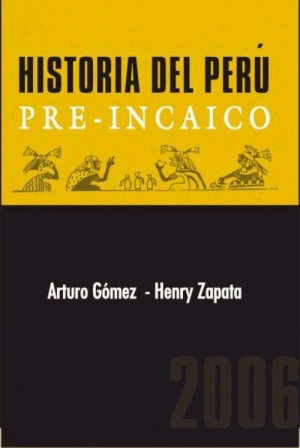 HISTORIA DEL PERÚ
PRE-INCAICO
Arturo Gómez - Henry Zapata
2006